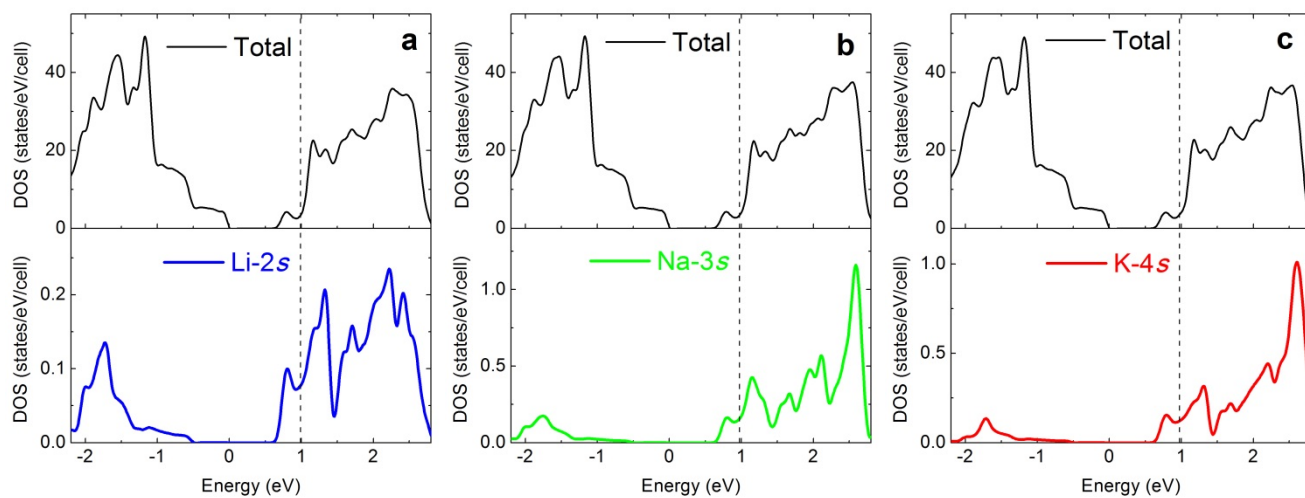 DOS (states/eV/cell)
40
20
0
Total
a
DOS (states/eV/cell)
0.2
0.1
0.0
Li-2s
-2 -1 0 1 2
Energy (eV)
DOS (states/eV/cell)
40
20
0
Total
b
DOS (states/eV/cell)
1.0
0.5
0.0
Na-3s
-2 -1 0 1 2
Energy (eV)
DOS (states/eV/cell)
40
20
0
Total
c
DOS (states/eV/cell)
1.0
0.5
0.0
K-4s
-2 -1 0 1 2
Energy (eV)